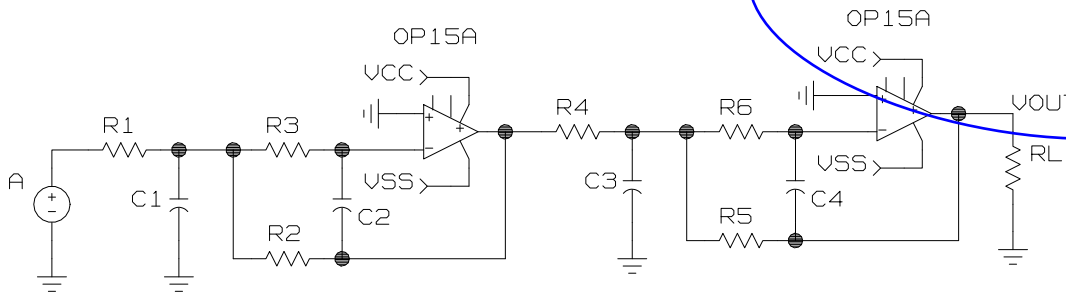 OP15A
OP15A
VCC
VCC
R4
R6
VOUT
R1
R3
VSS
VSS
RL
A
C1
C2
C3
C4
R2
R5